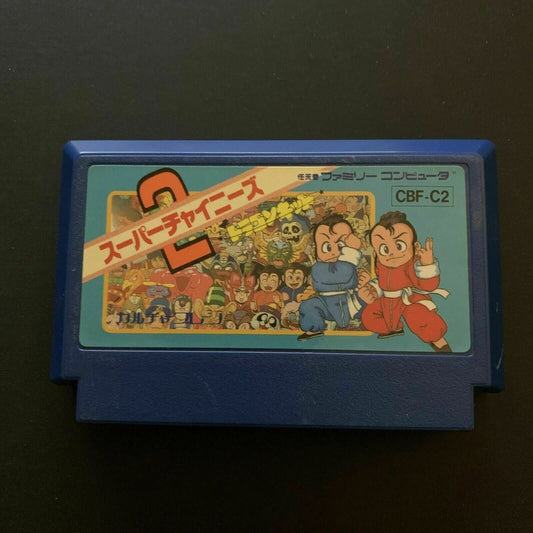 任天堂 ファミリー コンピュータ™
CBF-C2
スーパーチャイニーズ
2
ドラゴンキッド
カルチャーブレーン